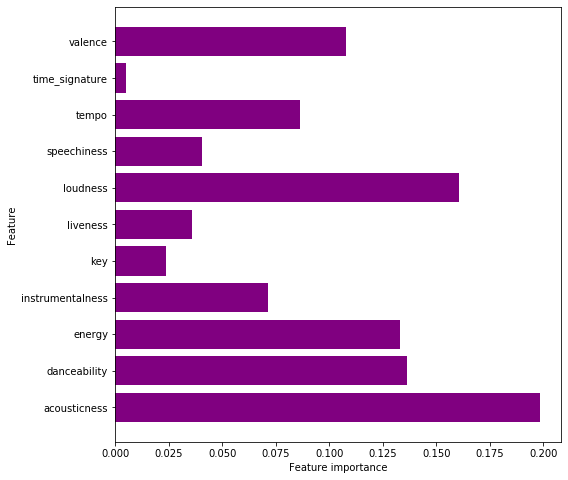 valence
time_signature
tempo
speechiness
loudness
liveness
key
instrumentalness
energy
danceability
acousticness
Feature
0.000 0.025 0.050 0.075 0.100 0.125 0.150 0.175 0.200
Feature importance